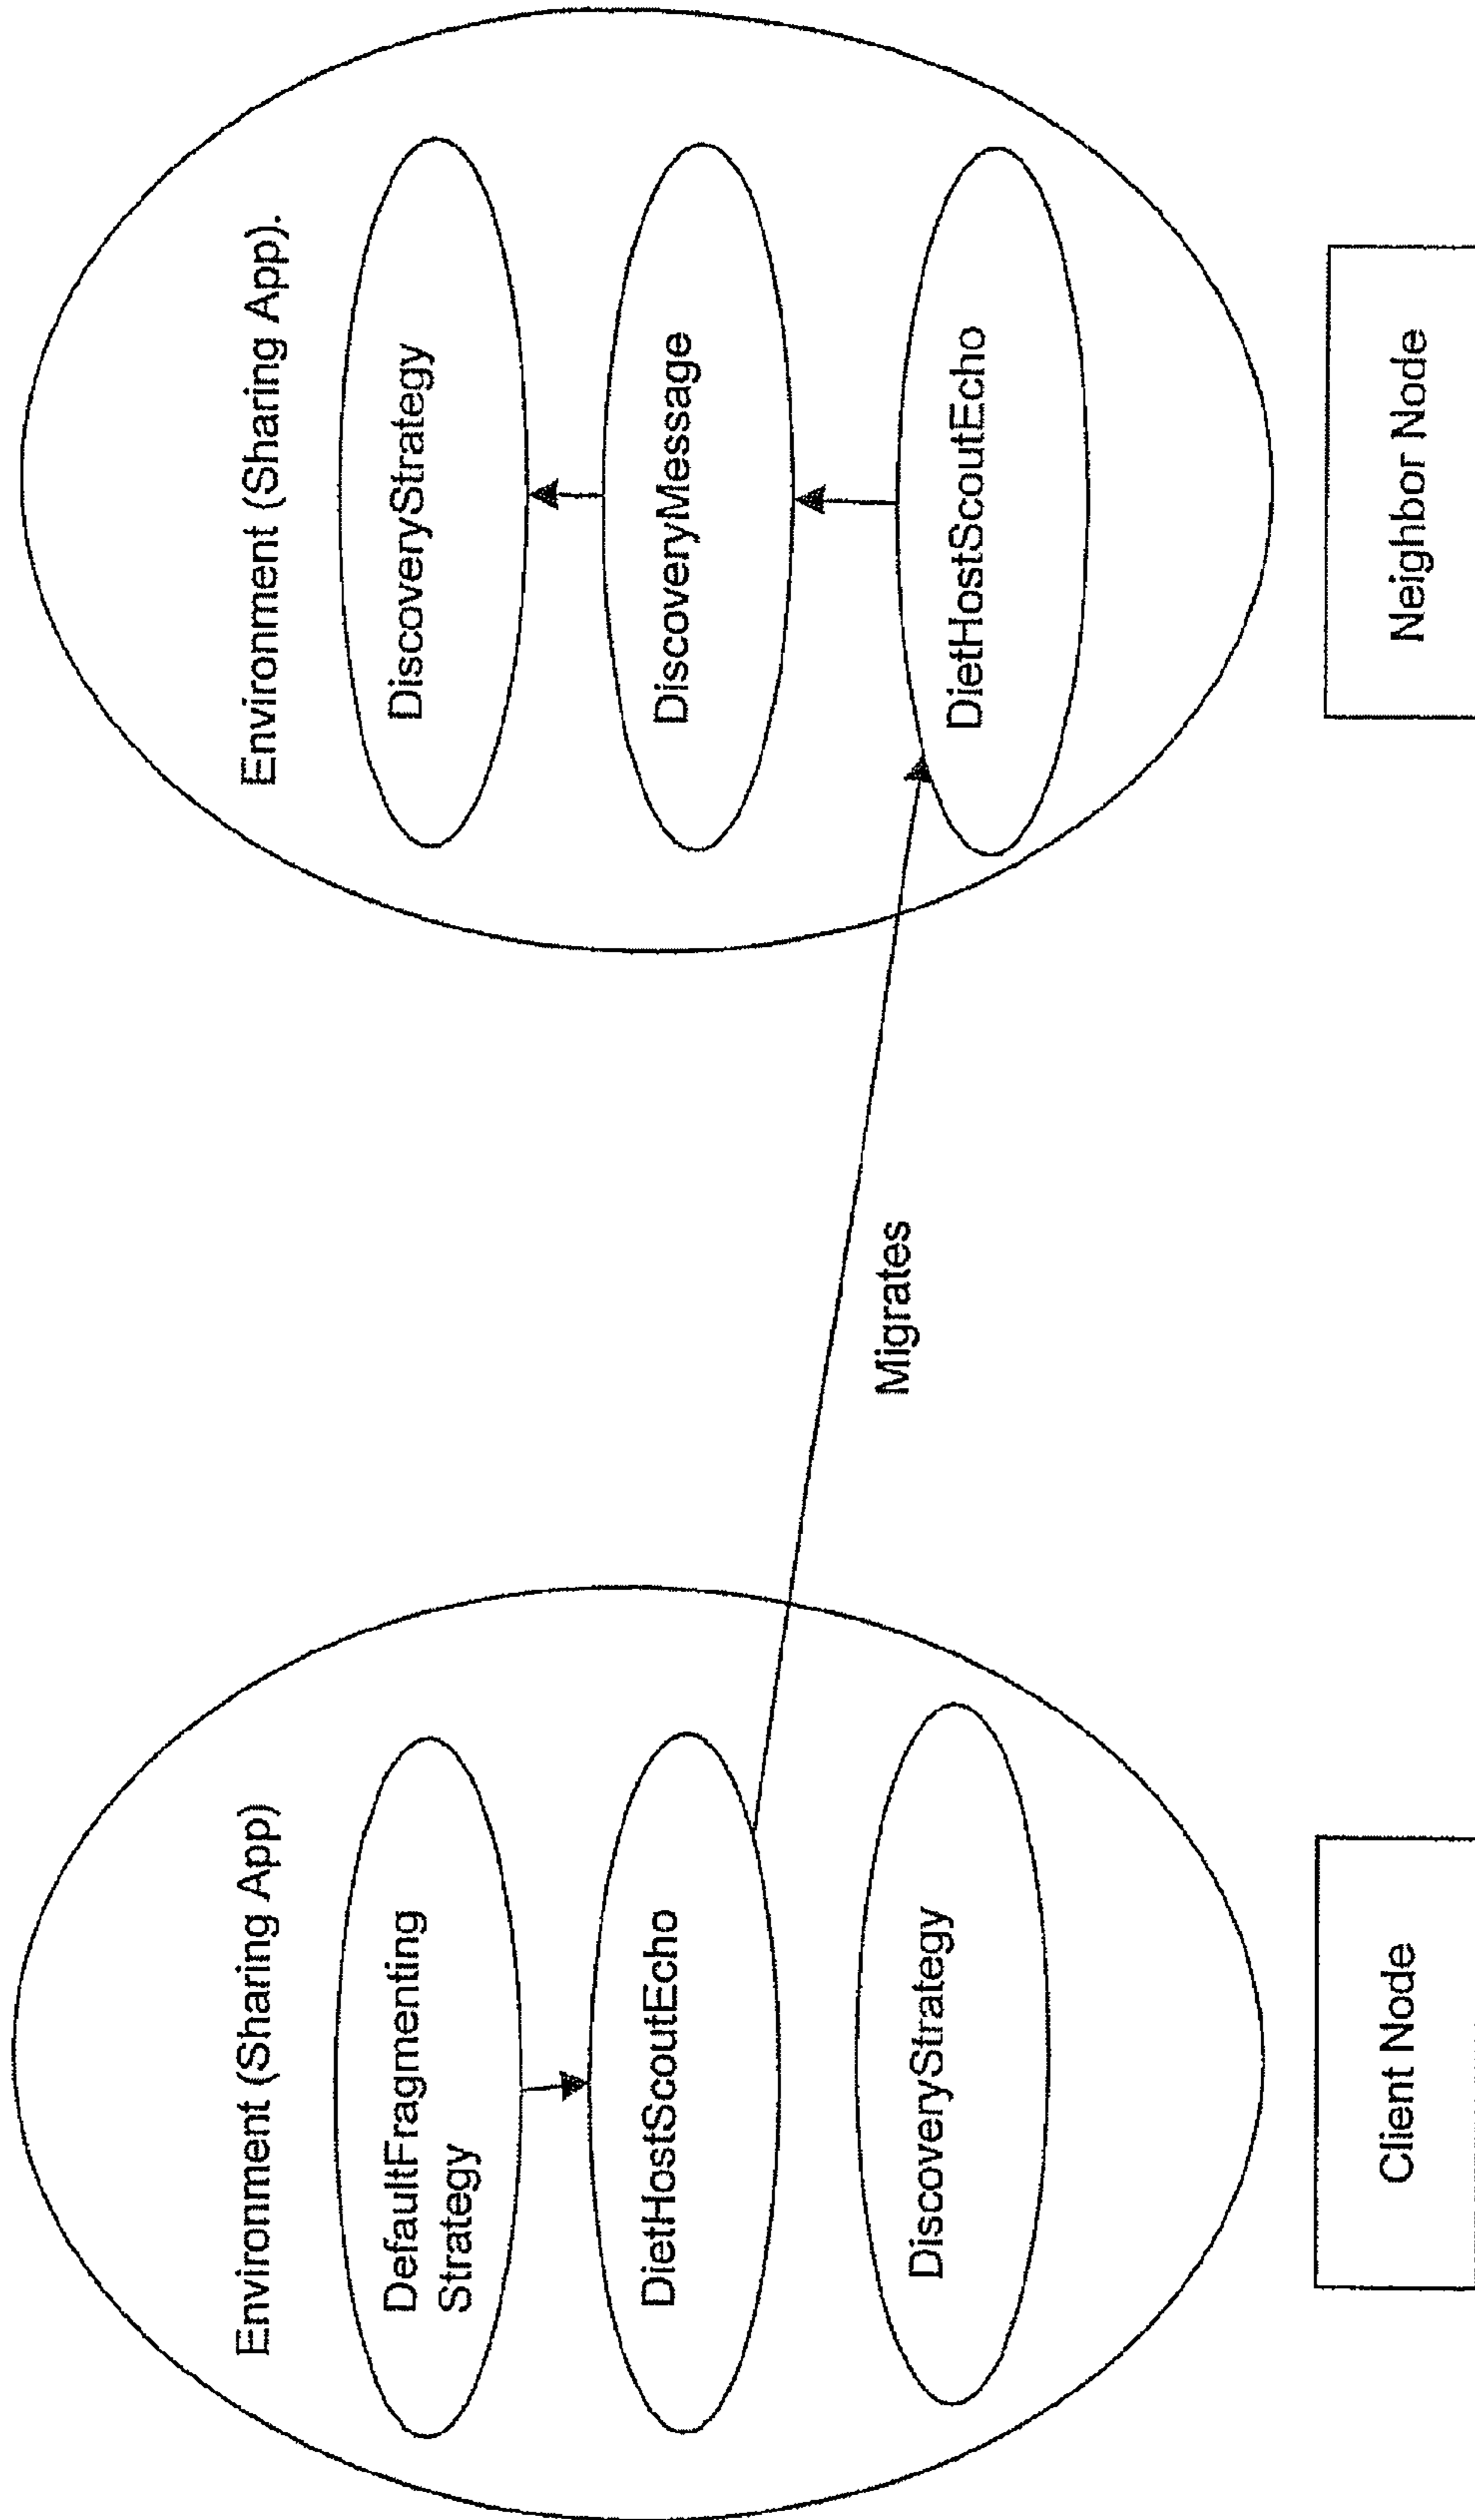 Environment (Sharing App)
DefaultFragmenting
Strategy
DietHostScoutEcho
DiscoveryStrategy
Client Node
Migrates
Environment (Sharing App).
DiscoveryStrategy
DiscoveryMessage
DietHostScoutEcho
Neighbor Node